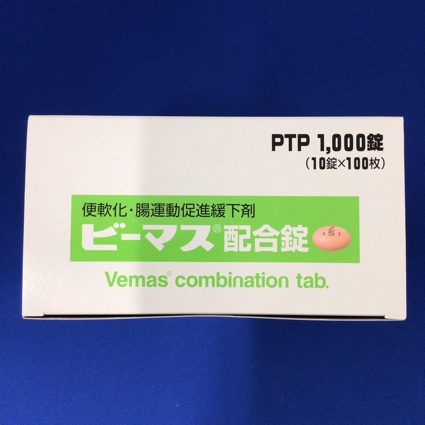 PTP 1,000錠
（10錠×100枚）
便軟化・腸運動促進緩下剤
ビーマス®配合錠
Vemas® combination tab.